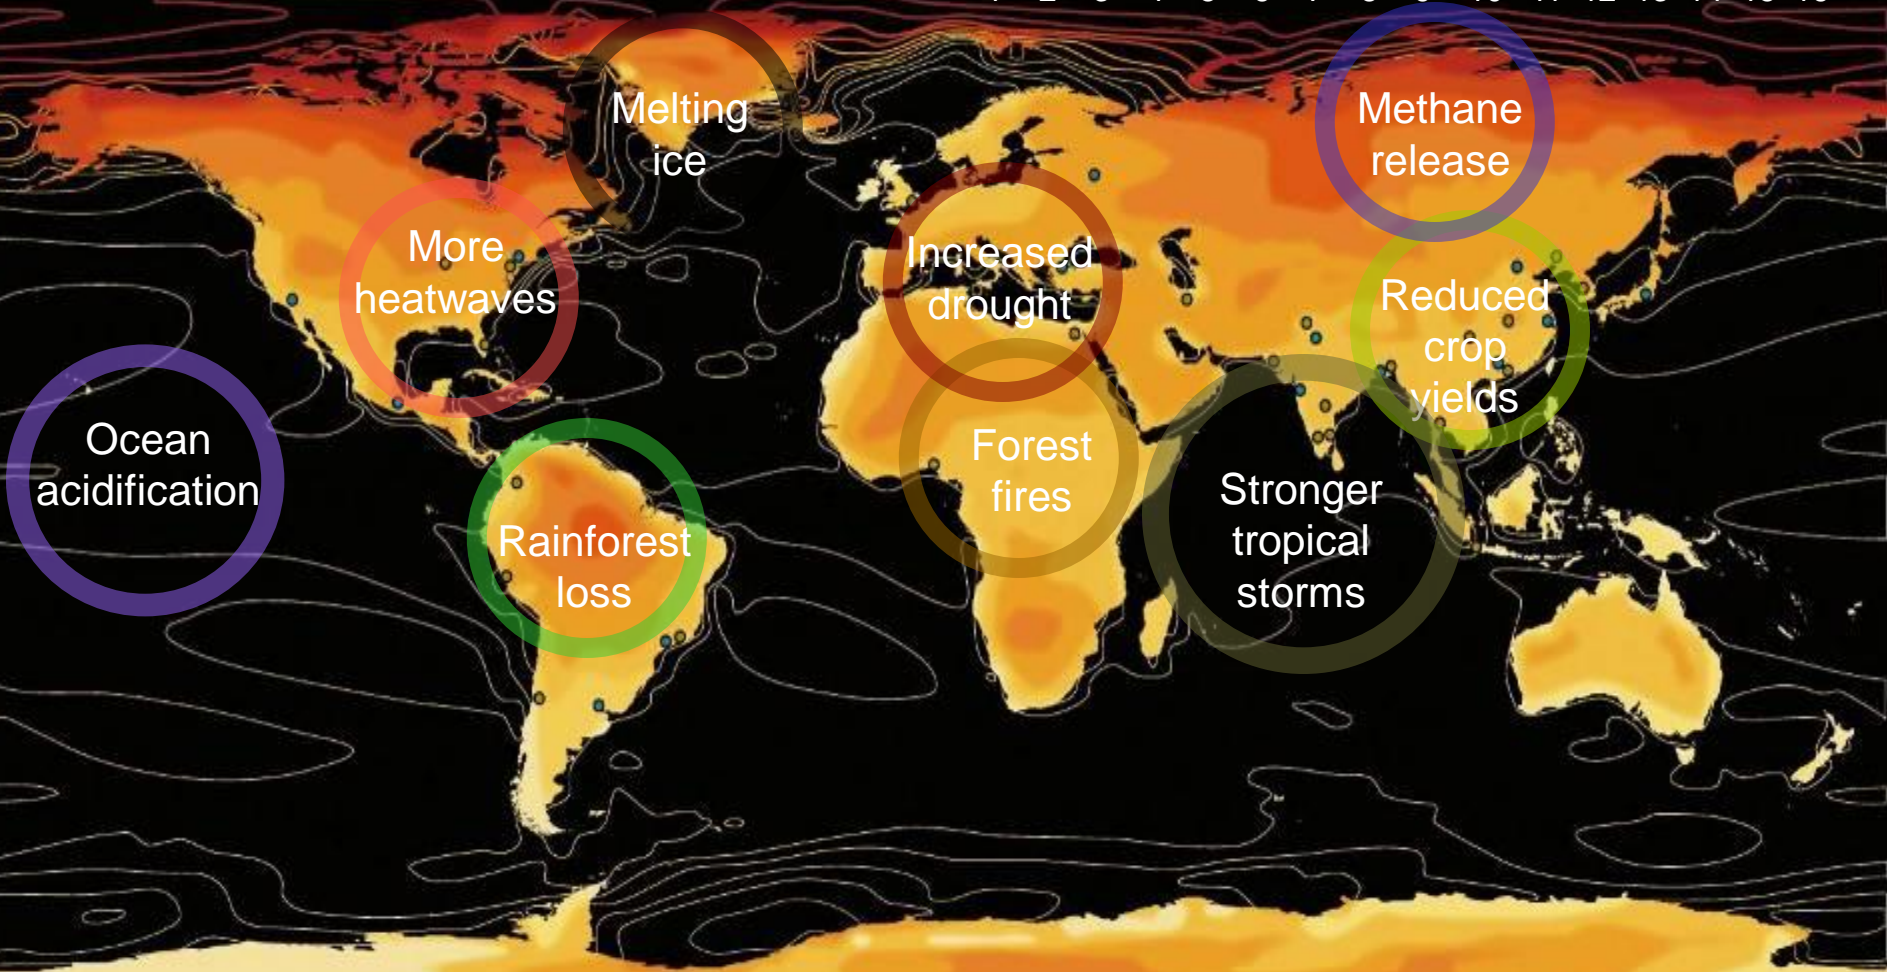 Melting
ice
Methane
release
More
heatwaves
Increased
drought
Reduced
crop
yields
Ocean
acidification
Forest
fires
Rainforest
loss
Stronger
tropical
storms